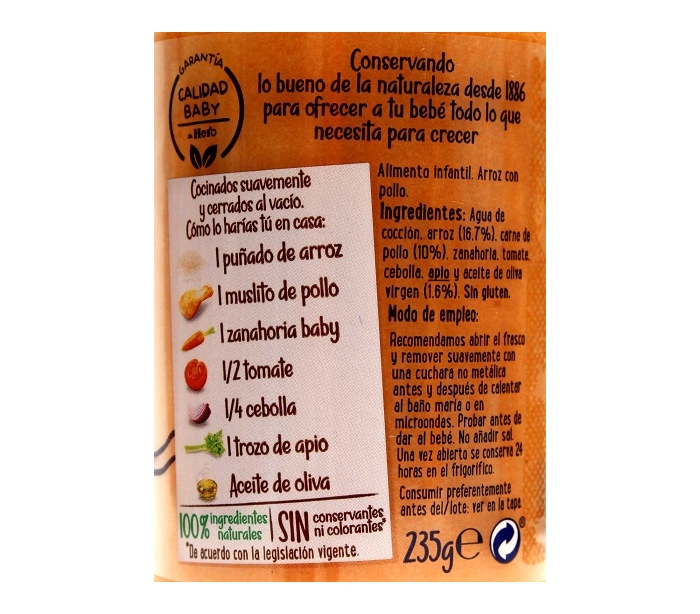 GARANTÍA
CALIDAD
BABY
de Hero
Conservando
lo bueno de la naturaleza desde 1886
para ofrecer a tu bebé todo lo que
necesita para crecer
Cocinados suavemente
y cerrados al vacío.
Cómo lo harías tú en casa:
1 puñado de arroz
1 muslito de pollo
1 zanahoria baby
1/2 tomate
1/4 cebolla
1 trozo de apio
Aceite de oliva
100% ingredientes
naturales
SIN conservantes
ni colorantes*
*De acuerdo con la legislación vigente.
Alimento infantil. Arroz con
pollo.
Ingredientes: Agua de
cocción, arroz (16.7%), carne de
pollo (10%), zanahoria, tomate,
cebolla, apio y aceite de oliva
virgen (1.6%). Sin gluten.
Modo de empleo:
Recomendamos abrir el frasco
y remover suavemente con
una cuchara no metálica
antes y después de calentar
al baño maría o en
microondas. Probar antes de
dar al bebé. No añadir sal.
Una vez abierto se conserva 24
horas en el frigorífico.
Consumir preferentemente
antes del/lote: ver en la tapa
235g e ®